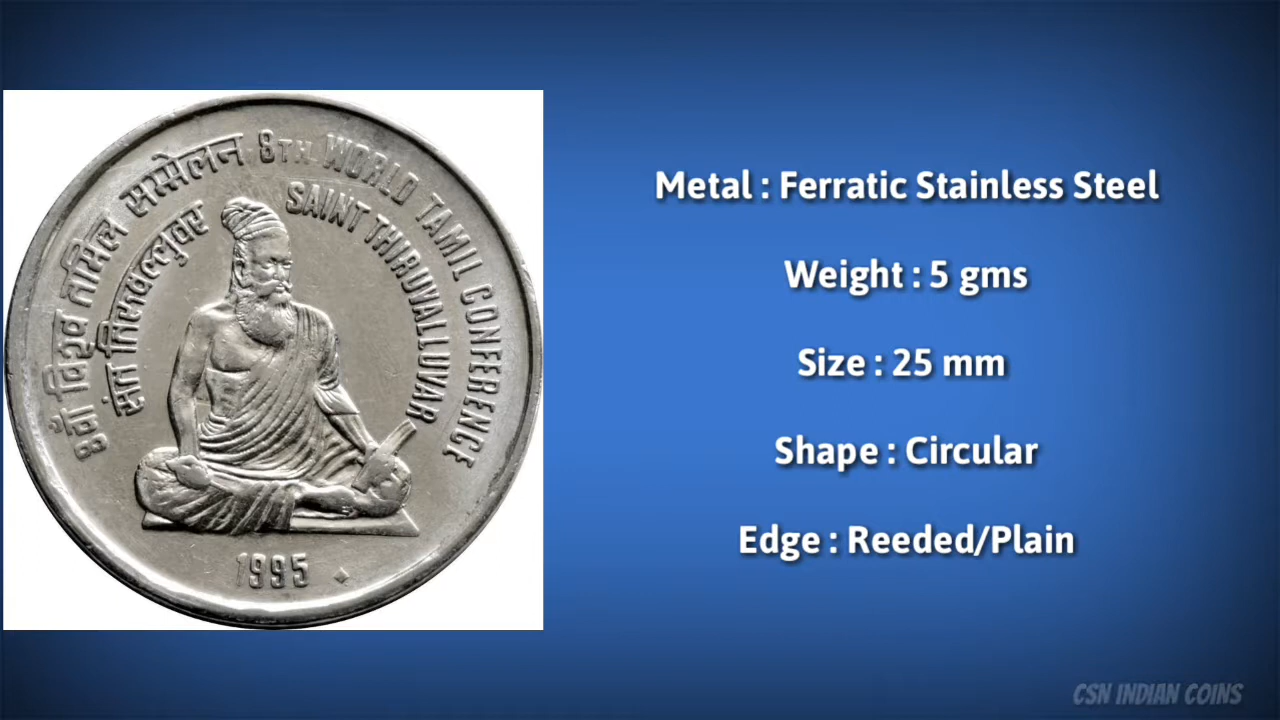 8वाँ विश्व तमिल सम्मेलन 8TH WORLD TAMIL CONFERENCE
संत तिरुवल्लुवर SAINT THIRUVALLUVAR
1995
Metal : Ferratic Stainless Steel
Weight : 5 gms
Size : 25 mm
Shape : Circular
Edge : Reeded/Plain
CSN INDIAN COINS